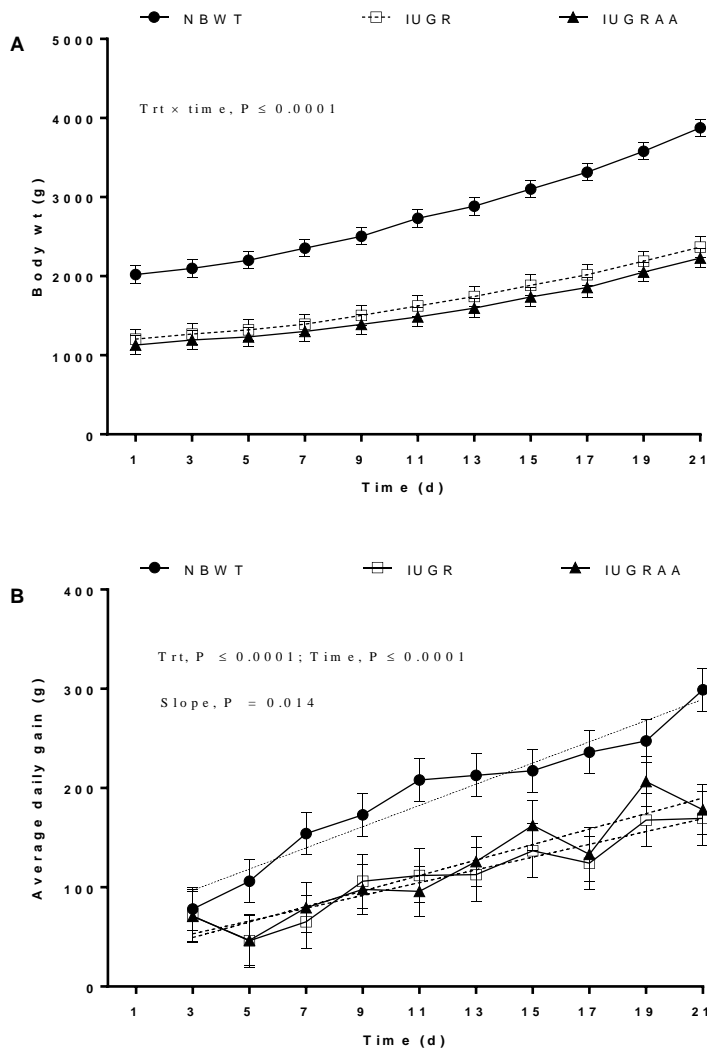 NBWT IUGR IUGRAA
A
5000
Trt × time, P ≤ 0.0001
4000
3000
2000
1000
0
Body wt (g)
1 3 5 7 9 11 13 15 17 19 21
Time (d)
NBWT IUGR IUGRAA
B
400
Trt, P ≤ 0.0001; Time, P ≤ 0.0001
Slope, P = 0.014
300
200
100
0
Average daily gain (g)
1 3 5 7 9 11 13 15 17 19 21
Time (d)